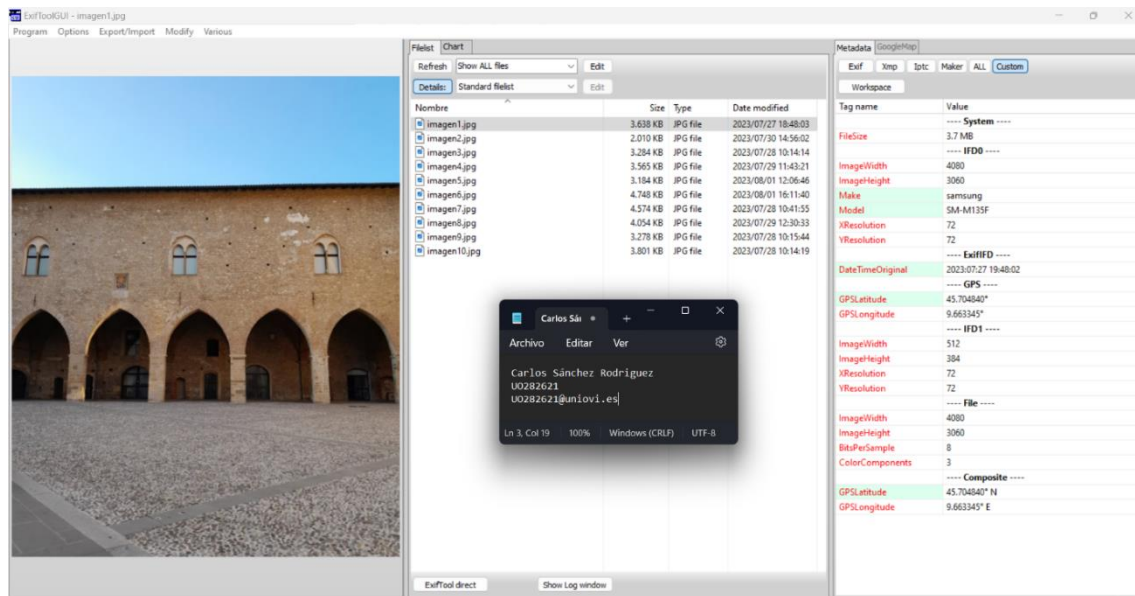 ExifToolGUI - imagen1.jpg
Program Options Export/Import Modify Various
Filelist Chart
Refresh Show ALL files Edit
Details: Standard filelist Edit
Nombre Size Type Date modified
imagen1.jpg 3.638 KB JPG file 2023/07/27 18:48:03
imagen2.jpg 2.010 KB JPG file 2023/07/30 14:56:02
imagen3.jpg 3.284 KB JPG file 2023/07/28 10:14:14
imagen4.jpg 3.565 KB JPG file 2023/07/29 11:43:21
imagen5.jpg 3.184 KB JPG file 2023/08/01 12:06:46
imagen6.jpg 4.748 KB JPG file 2023/08/01 16:11:40
imagen7.jpg 4.574 KB JPG file 2023/07/28 10:41:55
imagen8.jpg 4.054 KB JPG file 2023/07/29 12:30:33
imagen9.jpg 3.278 KB JPG file 2023/07/28 10:15:44
imagen10.jpg 3.801 KB JPG file 2023/07/28 10:14:19
Carlos Sá
Archivo Editar Ver
Carlos Sánchez Rodríguez
UO282621
UO282621@uniovi.es
Ln 3, Col 19 100% Windows (CRLF) UTF-8
ExifTool direct Show Log window
Metadata GoogleMap
Exif Xmp Iptc Maker ALL Custom
Workspace
Tag name Value
---- System ----
FileSize 3.7 MB
---- IFD0 ----
ImageWidth 4080
ImageHeight 3060
Make samsung
Model SM-M135F
XResolution 72
YResolution 72
---- ExifIFD ----
DateTimeOriginal 2023:07:27 19:48:02
---- GPS ----
GPSLatitude 45.704840°
GPSLongitude 9.663345°
---- IFD1 ----
ImageWidth 512
ImageHeight 384
XResolution 72
YResolution 72
---- File ----
ImageWidth 4080
ImageHeight 3060
BitsPerSample 8
ColorComponents 3
---- Composite ----
GPSLatitude 45.704840° N
GPSLongitude 9.663345° E